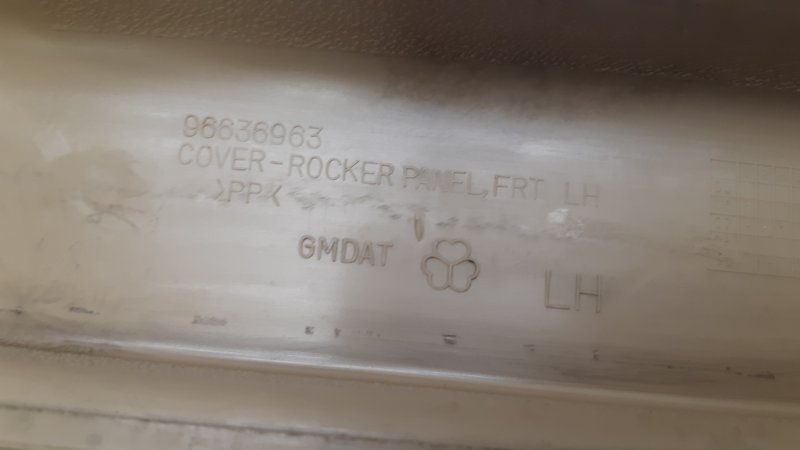 96636963
COVER-ROCKER PANEL, FRT LH
>PP<
GMDAT
LH